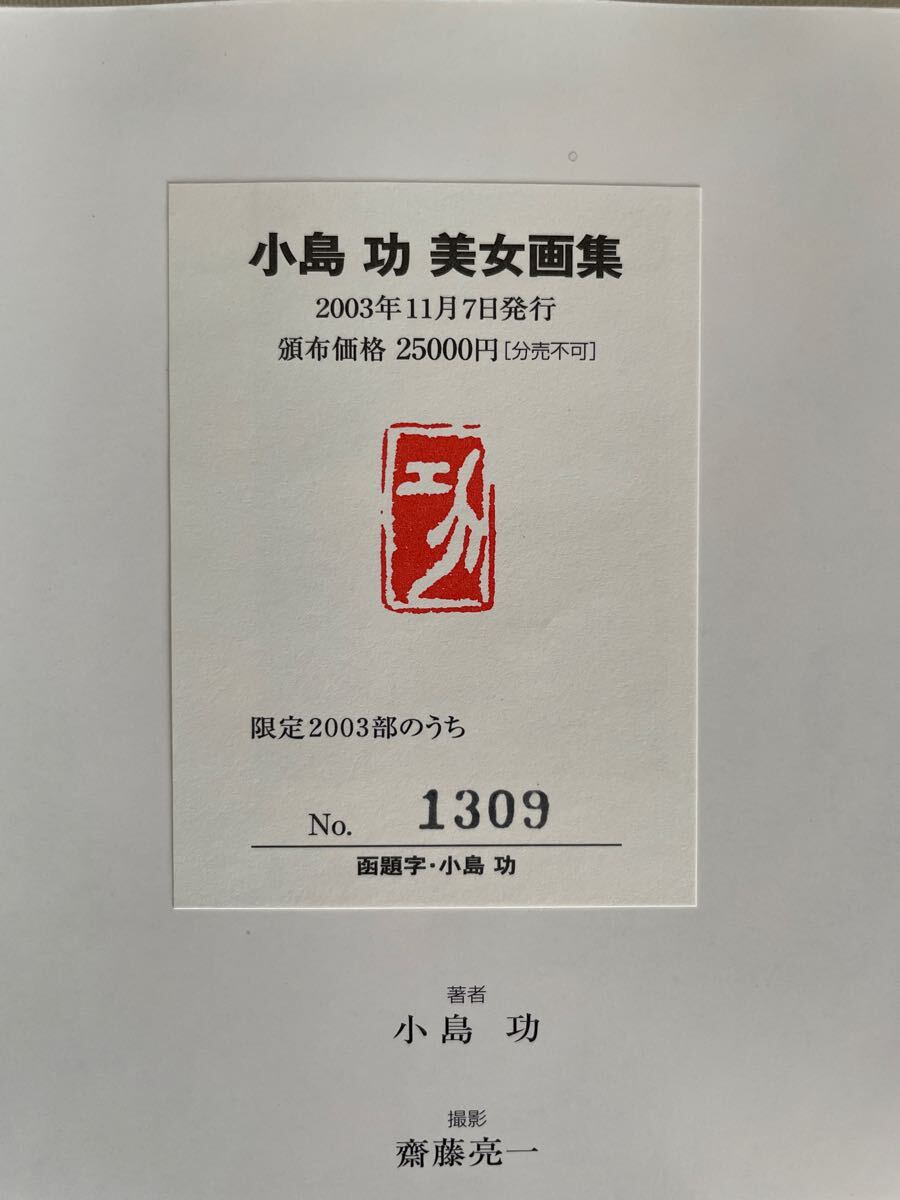 小島 功 美女画集
2003年11月7日発行
頒布価格 25000円[分売不可]
功
限定2003部のうち
No. 1309
函題字・小島 功
著者
小島 功
撮影
齋藤亮一